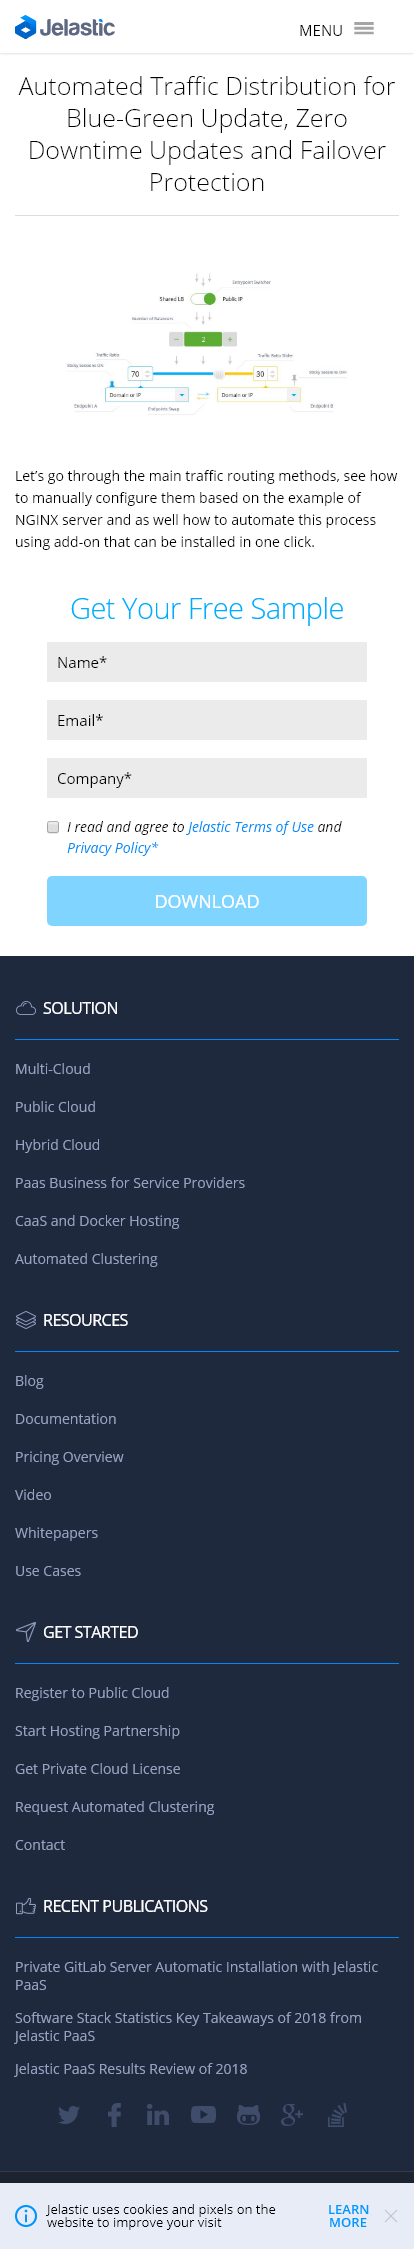 Jelastic
MENU
Automated Traffic Distribution for
Blue-Green Update, Zero
Downtime Updates and Failover
Protection
Entrypoint Switcher
Shared LB
Public IP
Number of Balancers
2
Traffic Ratio
Traffic Ratio Slider
Sticky Sessions ON
70
30
Sticky Sessions OFF
Domain or IP
Domain or IP
Endpoint A
Endpoints Swap
Endpoint B
Let's go through the main traffic routing methods, see how
to manually configure them based on the example of
NGINX server and as well how to automate this process
using add-on that can be installed in one click.
Get Your Free Sample
Name*
Email*
Company*
I read and agree to Jelastic Terms of Use and
Privacy Policy*
DOWNLOAD
SOLUTION
Multi-Cloud
Public Cloud
Hybrid Cloud
Paas Business for Service Providers
CaaS and Docker Hosting
Automated Clustering
RESOURCES
Blog
Documentation
Pricing Overview
Video
Whitepapers
Use Cases
GET STARTED
Register to Public Cloud
Start Hosting Partnership
Get Private Cloud License
Request Automated Clustering
Contact
RECENT PUBLICATIONS
Private GitLab Server Automatic Installation with Jelastic
PaaS
Software Stack Statistics Key Takeaways of 2018 from
Jelastic PaaS
Jelastic PaaS Results Review of 2018
Jelastic uses cookies and pixels on the
website to improve your visit
LEARN
MORE